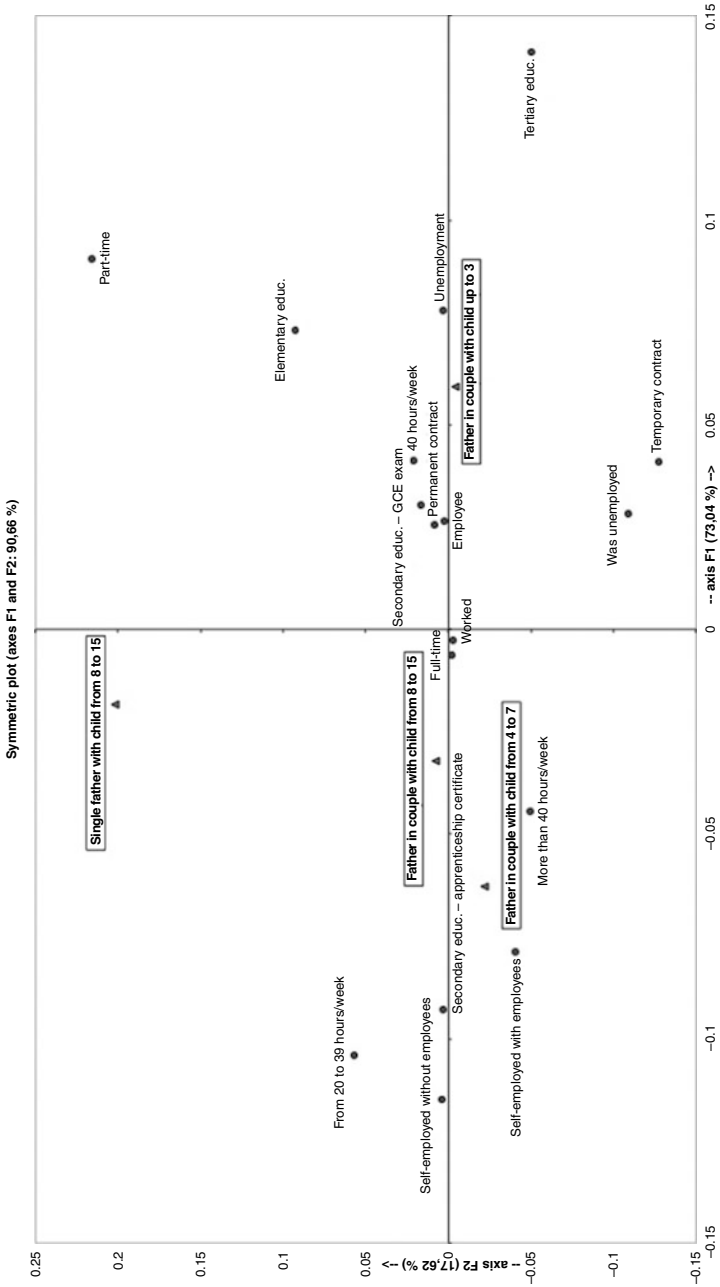 Symmetric plot (axes F1 and F2: 90,66 %)
0.25
0.2
0.15
0.1
0.05
0.0
−0.05
−0.1
−0.15
-- axis F2 (17,62 %) -->
Part-time
Single father with child from 8 to 15
Elementary educ.
From 20 to 39 hours/week
Secondary educ. – GCE exam
40 hours/week
Father in couple with child from 8 to 15
Full-time
Permanent contract
Unemployment
Self-employed without employees
Secondary educ. – apprenticeship certificate
Worked
Employee
Father in couple with child up to 3
Father in couple with child from 4 to 7
Self-employed with employees
More than 40 hours/week
Tertiary educ.
Was unemployed
Temporary contract
−0.15
−0.1
−0.05
0
0.05
0.1
0.15
-- axis F1 (73,04 %) -->